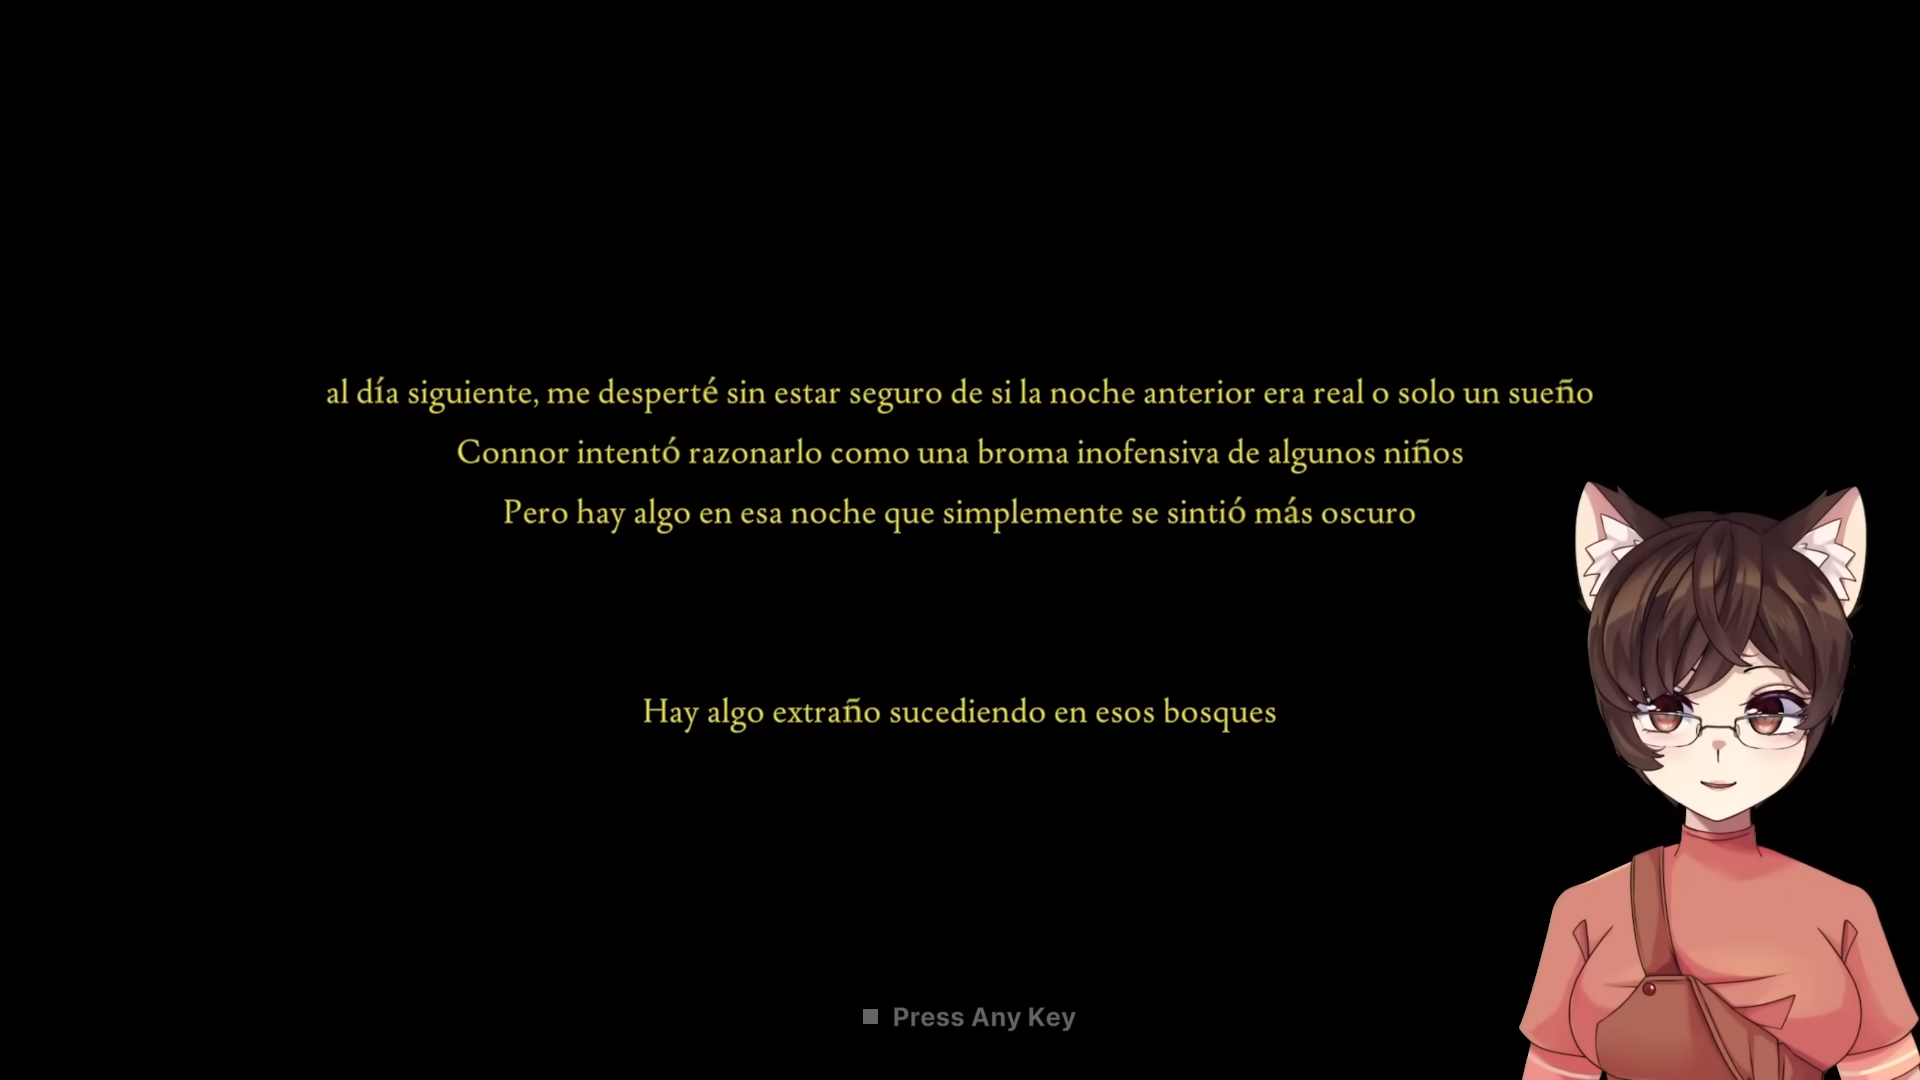 al día siguiente, me desperté sin estar seguro de si la noche anterior era real o solo un sueño
Connor intentó razonarlo como una broma inofensiva de algunos niños
Pero hay algo en esa noche que simplemente se sintió más oscuro
Hay algo extraño sucediendo en esos bosques
Press Any Key